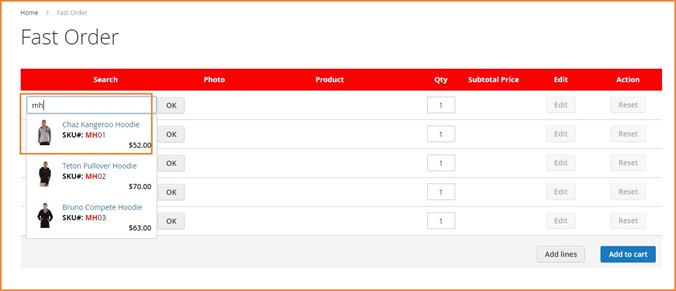 Home > Fast Order
Fast Order
Search Photo Product Qty Subtotal Price Edit Action
mh OK 1 Edit Reset
Chaz Kangeroo Hoodie
SKU#: MH01
$52.00
OK 1 Edit Reset
Teton Pullover Hoodie
SKU#: MH02
$70.00
OK 1 Edit Reset
OK 1 Edit Reset
Bruno Compete Hoodie
SKU#: MH03
$63.00
OK 1 Edit Reset
Add lines Add to cart